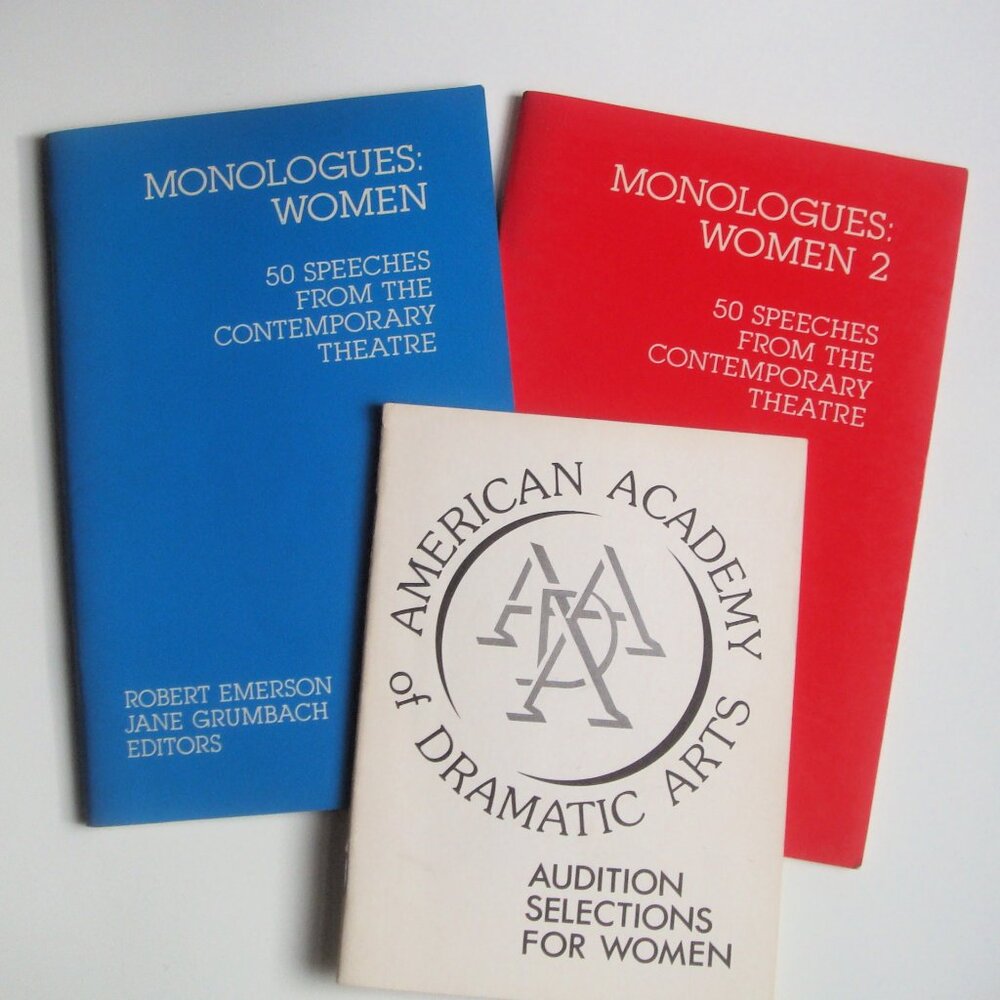 MONOLOGUES:
WOMEN
50 SPEECHES
FROM THE
CONTEMPORARY
THEATRE
ROBERT EMERSON
JANE GRUMBACH
EDITORS
MONOLOGUES:
WOMEN 2
50 SPEECHES
FROM THE
CONTEMPORARY
THEATRE
AMERICAN ACADEMY
of DRAMATIC ARTS
AADA
AUDITION
SELECTIONS
FOR WOMEN